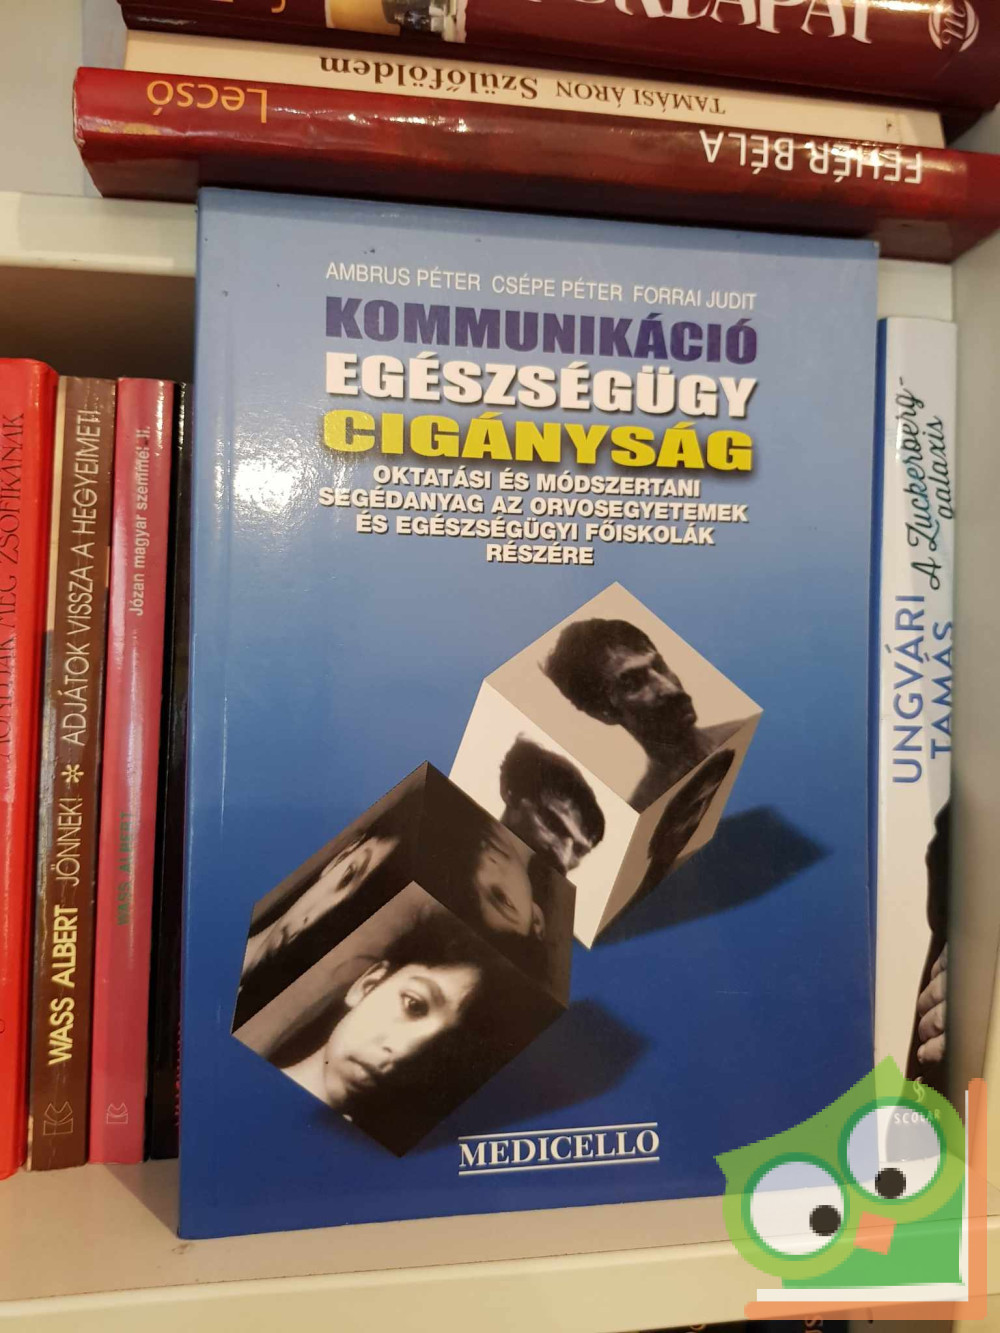 TAMÁSI ÁRON Szülőföldem
FEHÉR BÉLA Lecsó
AMBRUS PÉTER CSÉPE PÉTER FORRAI JUDIT
KOMMUNIKÁCIÓ
EGÉSZSÉGÜGY
CIGÁNYSÁG
OKTATÁSI ÉS MÓDSZERTANI
SEGÉDANYAG AZ ORVOSEGYETEMEK
ÉS EGÉSZSÉGÜGYI FŐISKOLÁK
RÉSZÉRE
MEDICELLO
WASS ALBERT JÖNNEK! * ADJÁTOK VISSZA A HEGYEIMET!
WASS ALBERT Józan magyar szemmel II.
UNGVÁRI
TAMÁS
A Zuckerberg-
galaxis
SCOLAR